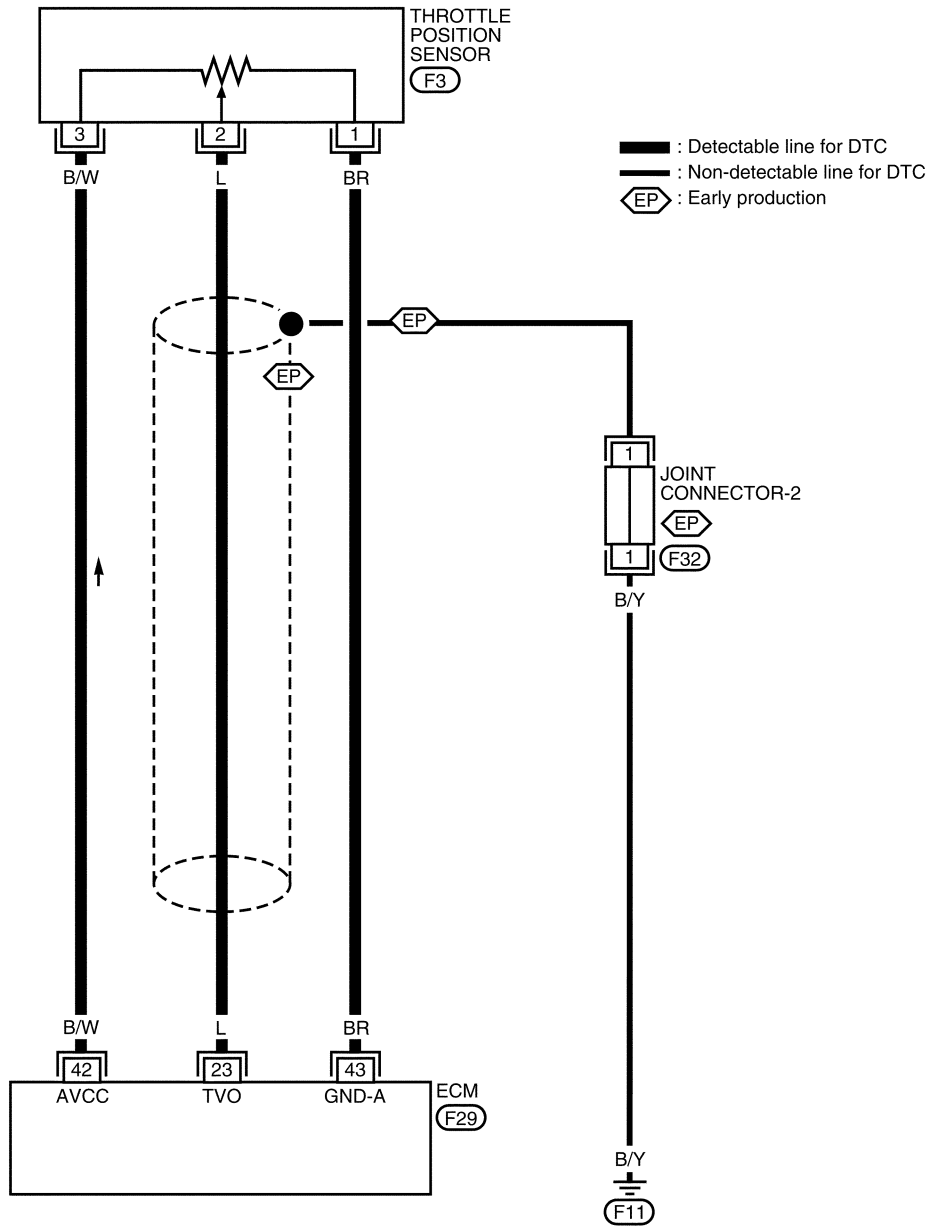 THROTTLE
POSITION
SENSOR
F3
3 2 1
B/W L BR
: Detectable line for DTC
: Non-detectable line for DTC
EP : Early production
EP
EP
1
JOINT
CONNECTOR-2
EP
1 F32
B/Y
B/W L BR
42 23 43
AVCC TVO GND-A
ECM
F29
B/Y
F11